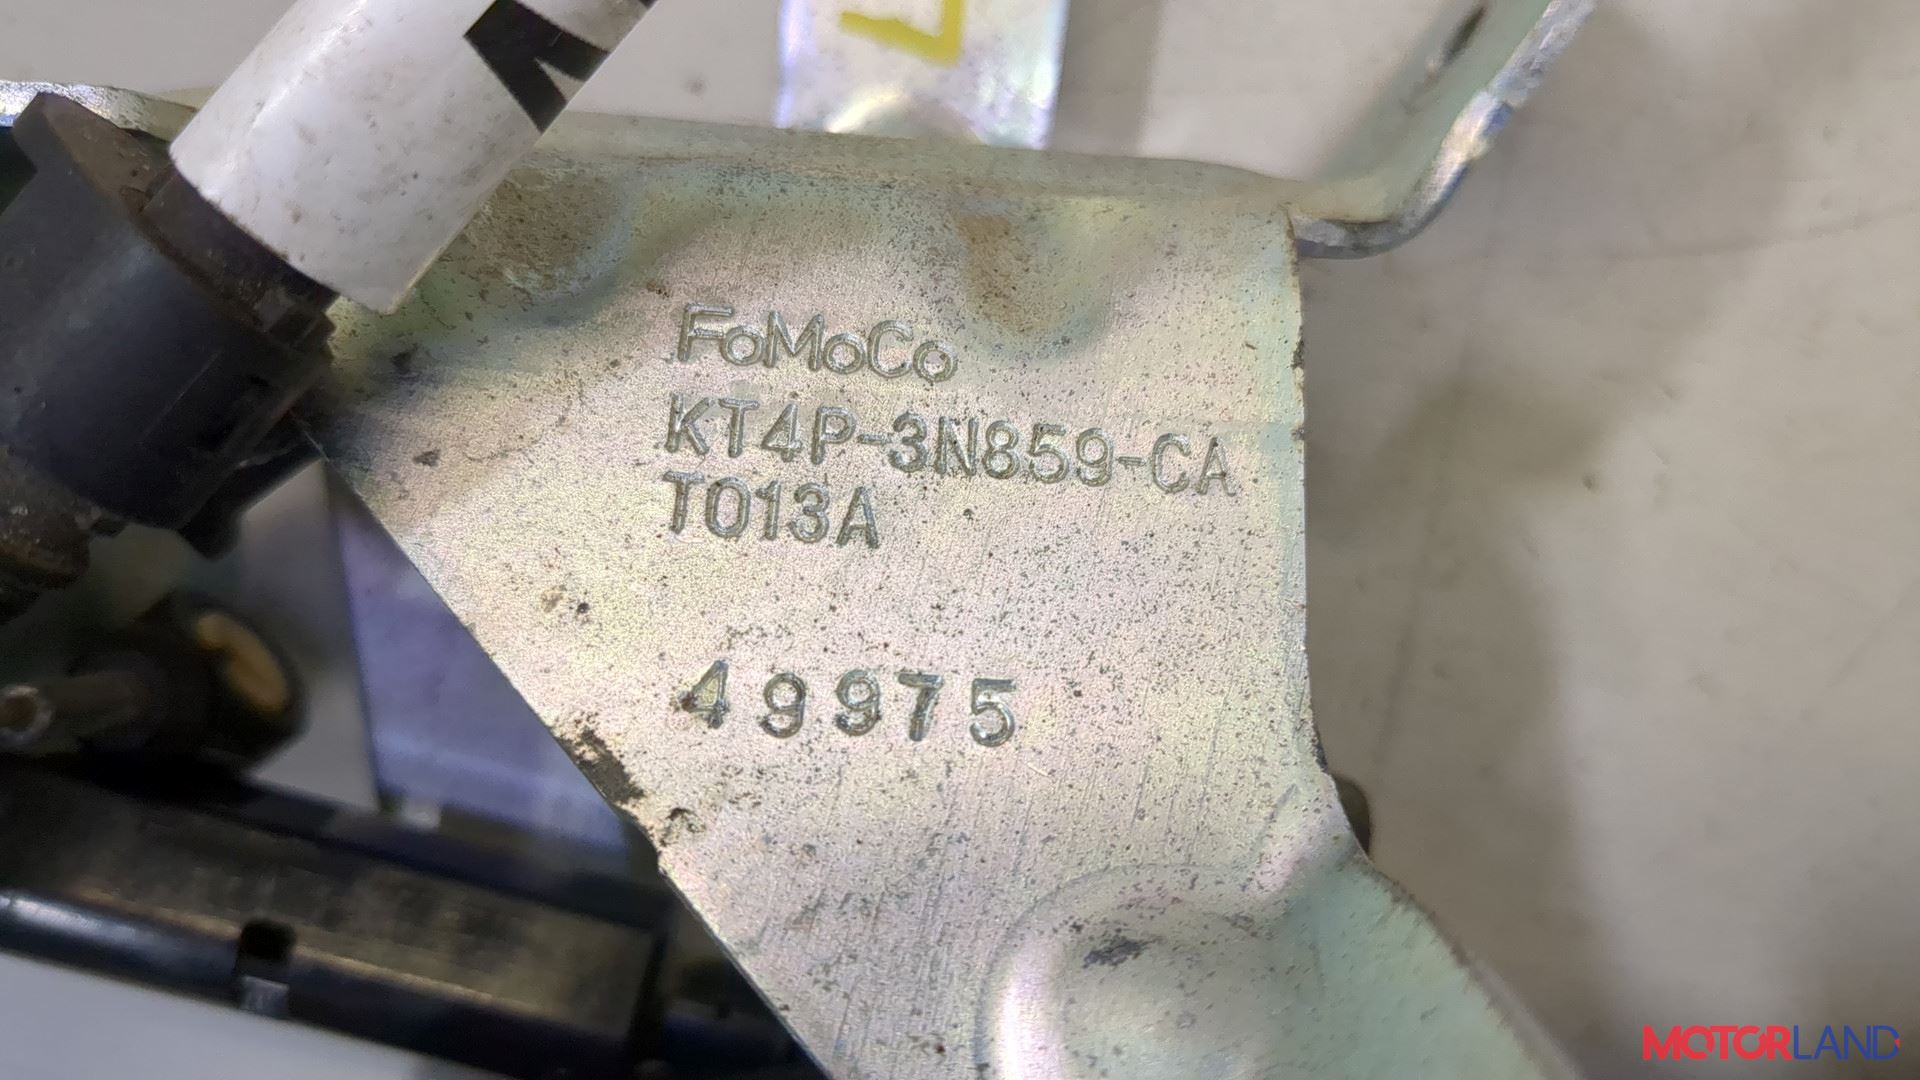 FoMoCo
KT4P-3N859-CA
T013A
49975
MOTORLAND